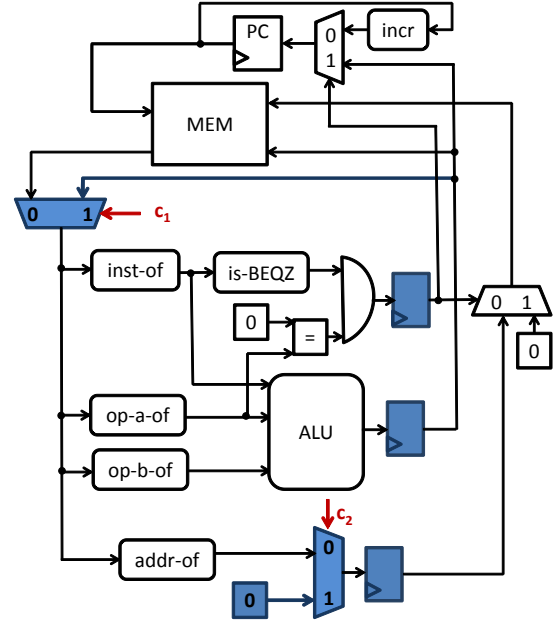 PC
0
1
incr
MEM
0 1
c1
inst-of
is-BEQZ
0
=
0 1
0
op-a-of
ALU
op-b-of
c2
addr-of
0
1
0